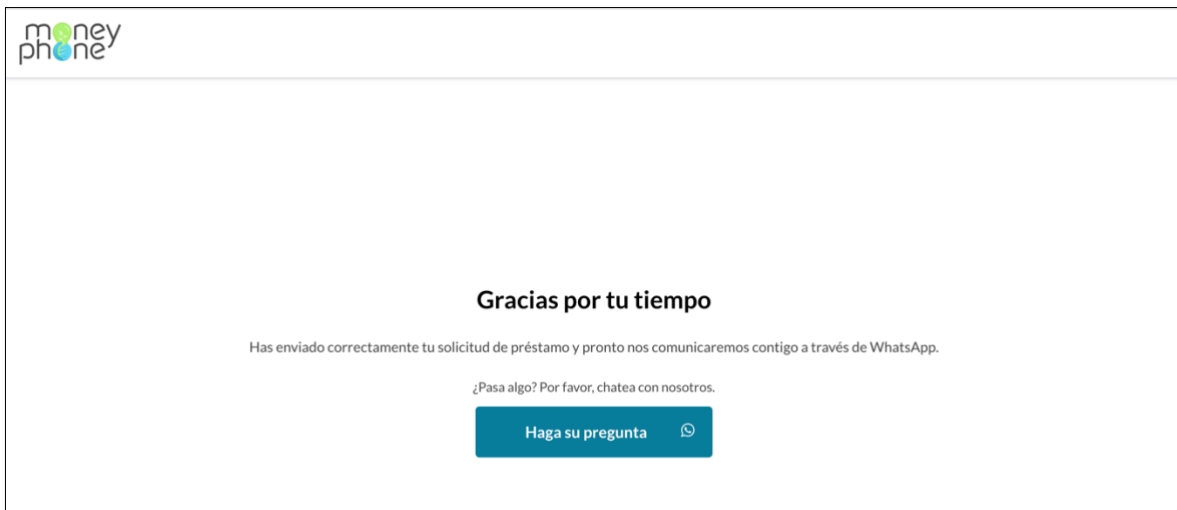 money
phone
Gracias por tu tiempo
Has enviado correctamente tu solicitud de préstamo y pronto nos comunicaremos contigo a través de WhatsApp.
¿Pasa algo? Por favor, chatea con nosotros.
Haga su pregunta